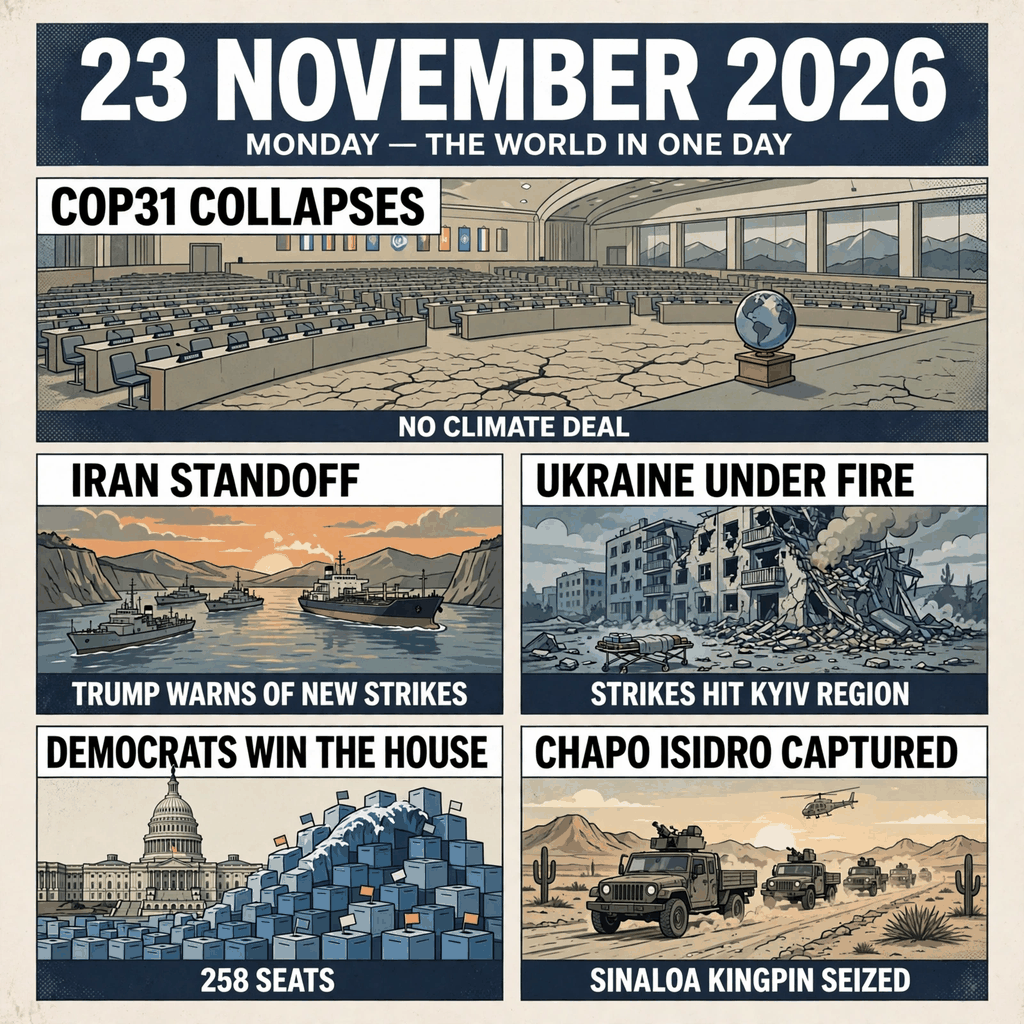 23 NOVEMBER 2026
MONDAY — THE WORLD IN ONE DAY
COP31 COLLAPSES
NO CLIMATE DEAL
IRAN STANDOFF
TRUMP WARNS OF NEW STRIKES
UKRAINE UNDER FIRE
STRIKES HIT KYIV REGION
DEMOCRATS WIN THE HOUSE
258 SEATS
CHAPO ISIDRO CAPTURED
SINALOA KINGPIN SEIZED